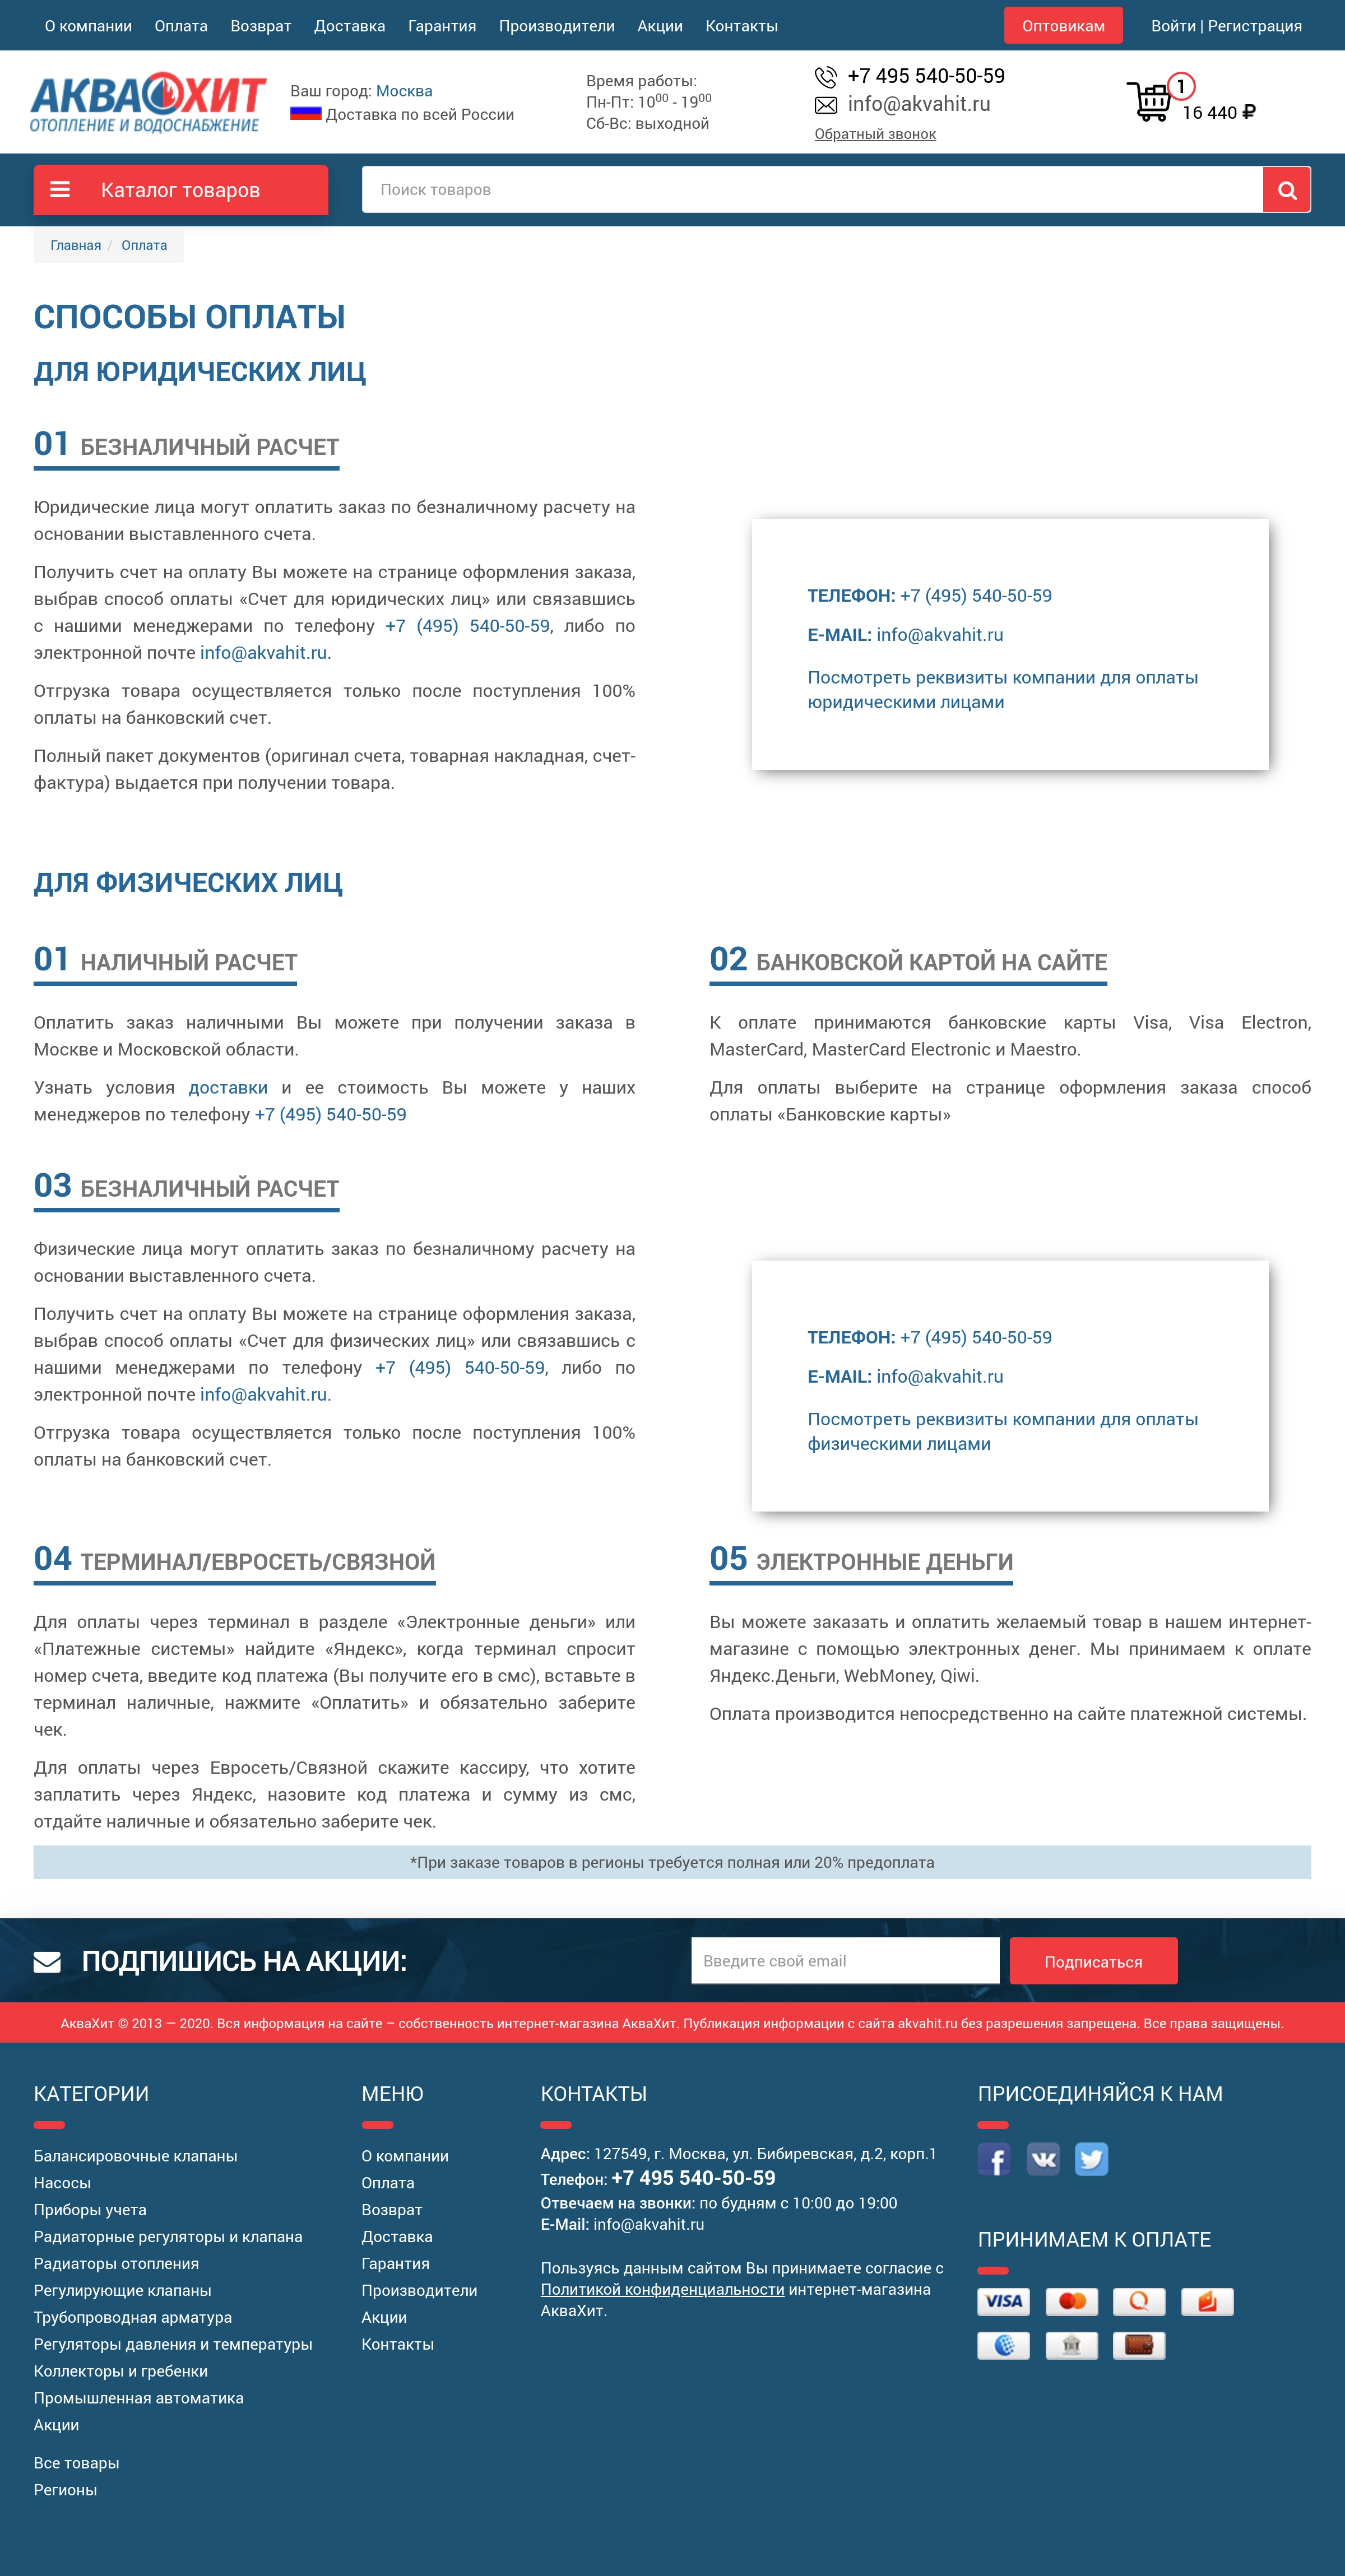 О компании Оплата Возврат Доставка Гарантия Производители Акции Контакты Оптовикам Войти | Регистрация
АКВАХИТ
ОТОПЛЕНИЕ И ВОДОСНАБЖЕНИЕ
Ваш город: Москва
Доставка по всей России
Время работы:
Пн-Пт: 10⁰⁰ - 19⁰⁰
Сб-Вс: выходной
+7 495 540-50-59
info@akvahit.ru
Обратный звонок
1
16 440 ₽
Каталог товаров
Поиск товаров
Главная / Оплата
СПОСОБЫ ОПЛАТЫ
ДЛЯ ЮРИДИЧЕСКИХ ЛИЦ
01 БЕЗНАЛИЧНЫЙ РАСЧЕТ
Юридические лица могут оплатить заказ по безналичному расчету на
основании выставленного счета.
Получить счет на оплату Вы можете на странице оформления заказа,
выбрав способ оплаты «Счет для юридических лиц» или связавшись
с нашими менеджерами по телефону +7 (495) 540-50-59, либо по
электронной почте info@akvahit.ru.
Отгрузка товара осуществляется только после поступления 100%
оплаты на банковский счет.
Полный пакет документов (оригинал счета, товарная накладная, счет-
фактура) выдается при получении товара.
ТЕЛЕФОН: +7 (495) 540-50-59
E-MAIL: info@akvahit.ru
Посмотреть реквизиты компании для оплаты
юридическими лицами
ДЛЯ ФИЗИЧЕСКИХ ЛИЦ
01 НАЛИЧНЫЙ РАСЧЕТ
Оплатить заказ наличными Вы можете при получении заказа в
Москве и Московской области.
Узнать условия доставки и ее стоимость Вы можете у наших
менеджеров по телефону +7 (495) 540-50-59
02 БАНКОВСКОЙ КАРТОЙ НА САЙТЕ
К оплате принимаются банковские карты Visa, Visa Electron,
MasterCard, MasterCard Electronic и Maestro.
Для оплаты выберите на странице оформления заказа способ
оплаты «Банковские карты»
03 БЕЗНАЛИЧНЫЙ РАСЧЕТ
Физические лица могут оплатить заказ по безналичному расчету на
основании выставленного счета.
Получить счет на оплату Вы можете на странице оформления заказа,
выбрав способ оплаты «Счет для физических лиц» или связавшись с
нашими менеджерами по телефону +7 (495) 540-50-59, либо по
электронной почте info@akvahit.ru.
Отгрузка товара осуществляется только после поступления 100%
оплаты на банковский счет.
ТЕЛЕФОН: +7 (495) 540-50-59
E-MAIL: info@akvahit.ru
Посмотреть реквизиты компании для оплаты
физическими лицами
04 ТЕРМИНАЛ/ЕВРОСЕТЬ/СВЯЗНОЙ
Для оплаты через терминал в разделе «Электронные деньги» или
«Платежные системы» найдите «Яндекс», когда терминал спросит
номер счета, введите код платежа (Вы получите его в смс), вставьте в
терминал наличные, нажмите «Оплатить» и обязательно заберите
чек.
Для оплаты через Евросеть/Связной скажите кассиру, что хотите
заплатить через Яндекс, назовите код платежа и сумму из смс,
отдайте наличные и обязательно заберите чек.
05 ЭЛЕКТРОННЫЕ ДЕНЬГИ
Вы можете заказать и оплатить желаемый товар в нашем интернет-
магазине с помощью электронных денег. Мы принимаем к оплате
Яндекс.Деньги, WebMoney, Qiwi.
Оплата производится непосредственно на сайте платежной системы.
*При заказе товаров в регионы требуется полная или 20% предоплата
ПОДПИШИСЬ НА АКЦИИ:
Введите свой email
Подписаться
АкваХит © 2013 — 2020. Вся информация на сайте – собственность интернет-магазина АкваХит. Публикация информации с сайта akvahit.ru без разрешения запрещена. Все права защищены.
КАТЕГОРИИ
Балансировочные клапаны
Насосы
Приборы учета
Радиаторные регуляторы и клапана
Радиаторы отопления
Регулирующие клапаны
Трубопроводная арматура
Регуляторы давления и температуры
Коллекторы и гребенки
Промышленная автоматика
Акции
Все товары
Регионы
МЕНЮ
О компании
Оплата
Возврат
Доставка
Гарантия
Производители
Акции
Контакты
КОНТАКТЫ
Адрес: 127549, г. Москва, ул. Бибиревская, д.2, корп.1
Телефон: +7 495 540-50-59
Отвечаем на звонки: по будням с 10:00 до 19:00
E-Mail: info@akvahit.ru
Пользуясь данным сайтом Вы принимаете согласие с
Политикой конфиденциальности интернет-магазина
АкваХит.
ПРИСОЕДИНЯЙСЯ К НАМ
ПРИНИМАЕМ К ОПЛАТЕ
VISA